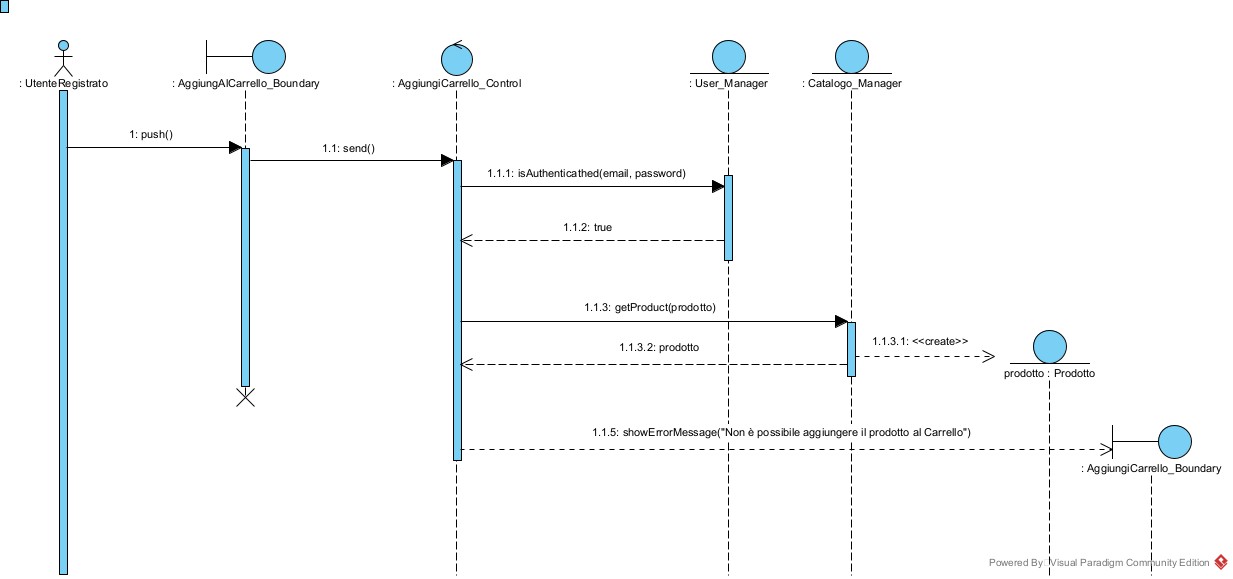 : UtenteRegistrato
: AggiungAlCarrello_Boundary
: AggiungiCarrello_Control
: User_Manager
: Catalogo_Manager
1: push()
1.1: send()
1.1.1: isAuthenticathed(email, password)
1.1.2: true
1.1.3: getProduct(prodotto)
1.1.3.1: <<create>>
1.1.3.2: prodotto
prodotto : Prodotto
1.1.5: showErrorMessage("Non è possibile aggiungere il prodotto al Carrello")
: AggiungiCarrello_Boundary
Powered By: Visual Paradigm Community Edition